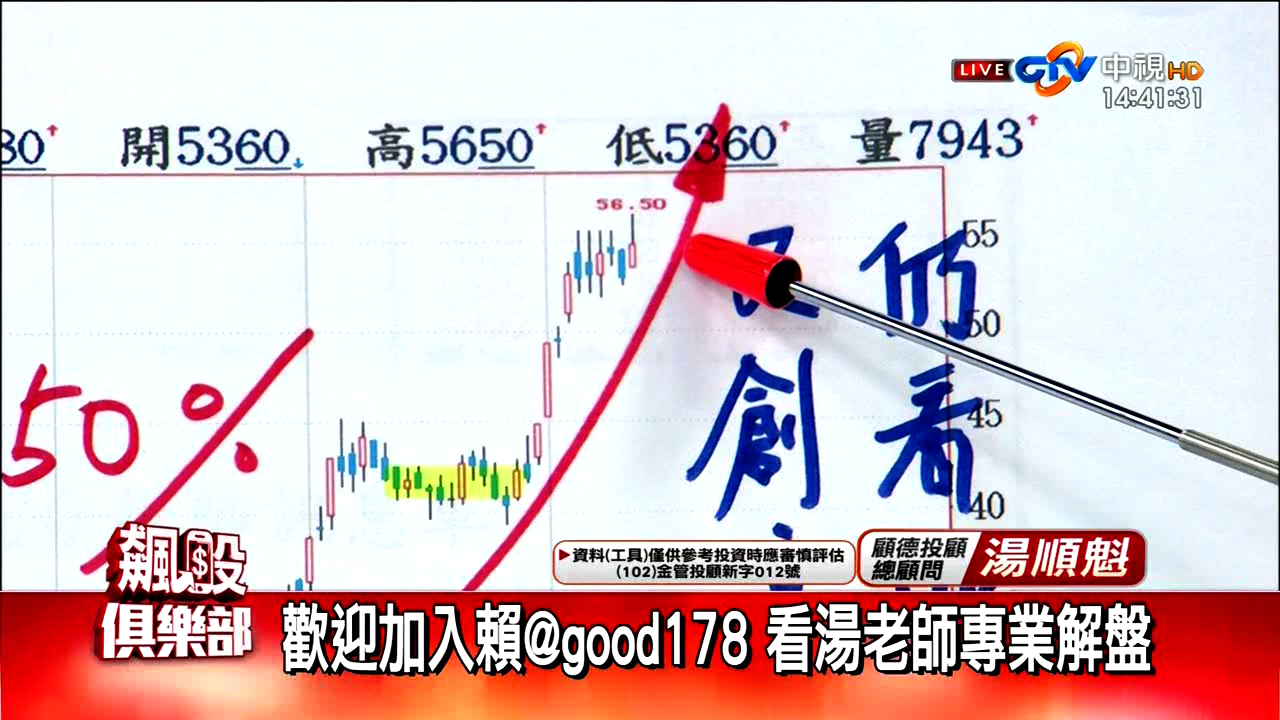 LIVE CTV 中視HD
14:41:31
80↑ 開5360↓ 高5650↑ 低5360↑ 量7943↑
56.50
55
50
45
40
仍看
創
50%
飆股
俱樂部
▶資料(工具)僅供參考投資時應審慎評估
(102)金管投顧新字012號
顧德投顧
總顧問
湯順魁
歡迎加入賴@good178 看湯老師專業解盤